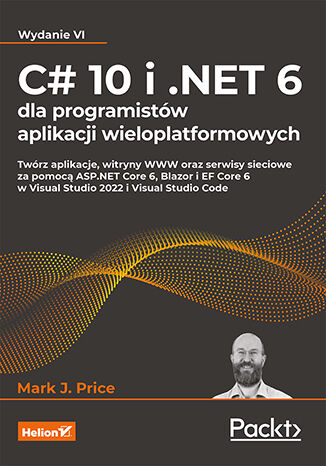 Wydanie VI
C# 10 i .NET 6
dla programistów
aplikacji wieloplatformowych
Twórz aplikacje, witryny WWW oraz serwisy sieciowe
za pomocą ASP.NET Core 6, Blazor i EF Core 6
w Visual Studio 2022 i Visual Studio Code
Mark J. Price
Helion
Packt>